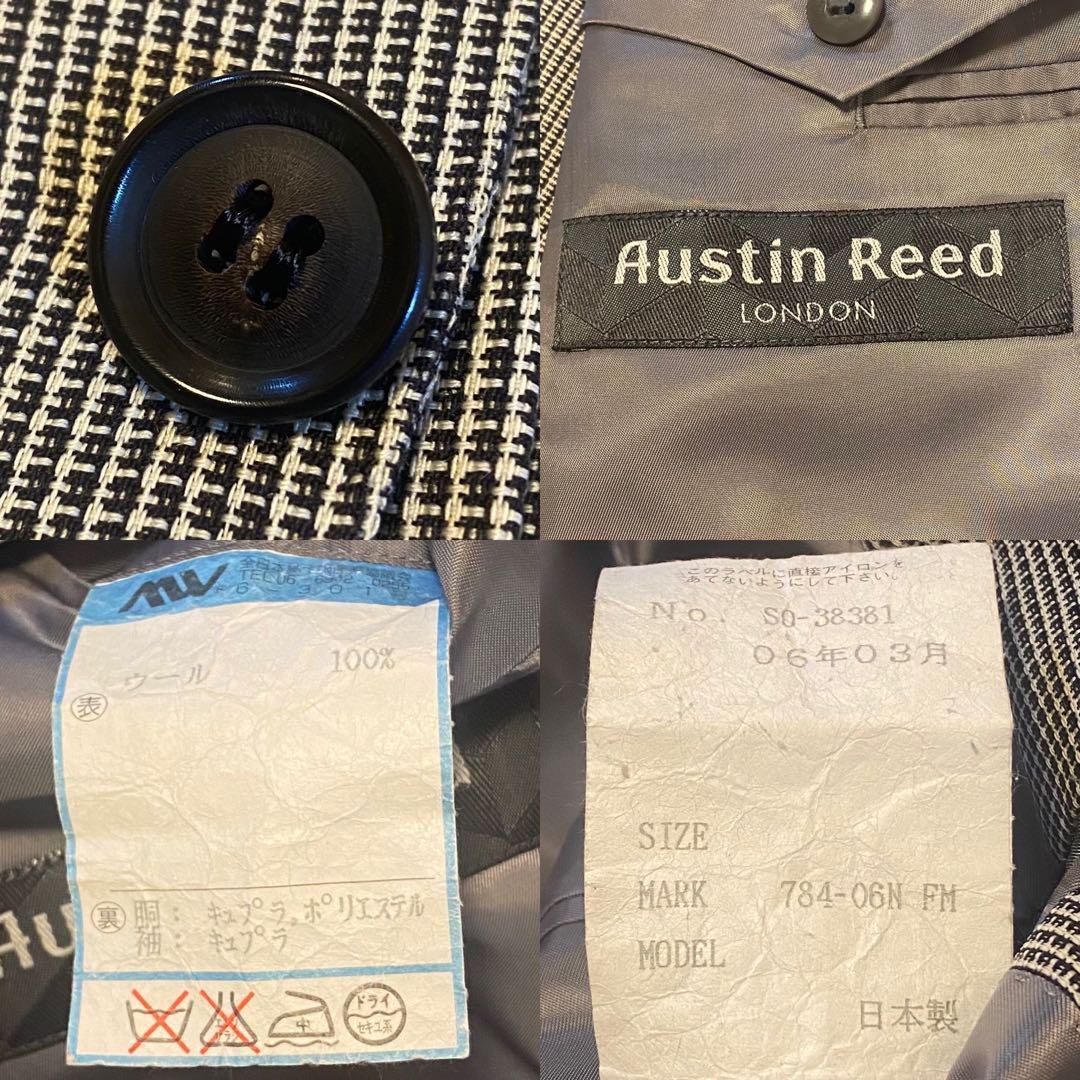 Austin Reed
LONDON
MV
ウール 100%
表
裏 胴: キュプラ,ポリエステル
袖: キュプラ
中
ドライ
セキユ系
このラベルに直接アイロンを
あてないようにして下さい。
No. SO-38381
06年03月
SIZE
MARK 784-06N FM
MODEL
日本製
Au